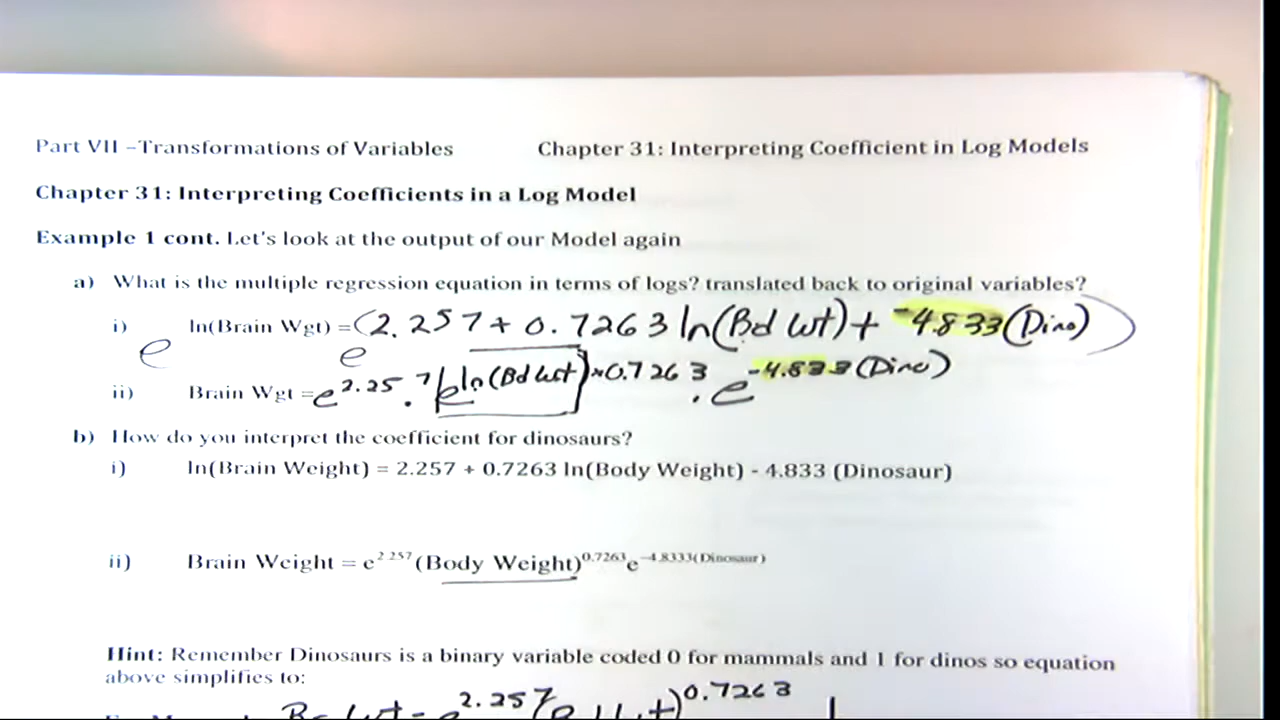 Part VII –Transformations of Variables Chapter 31: Interpreting Coefficient in Log Models
Chapter 31: Interpreting Coefficients in a Log Model
Example 1 cont. Let's look at the output of our Model again
a) What is the multiple regression equation in terms of logs? translated back to original variables?
i) ln(Brain Wgt) = (2.257 + 0.7263 ln(Bd Wt) + -4.833(Dino))
e e
ii) Brain Wgt = e^2.257 · e^ln(Bd Wt)×0.7263 · e^-4.833(Dino)
b) How do you interpret the coefficient for dinosaurs?
i) ln(Brain Weight) = 2.257 + 0.7263 ln(Body Weight) - 4.833 (Dinosaur)
ii) Brain Weight = e^2.257 (Body Weight)^0.7263 e^-4.8333(Dinosaur)
Hint: Remember Dinosaurs is a binary variable coded 0 for mammals and 1 for dinos so equation
above simplifies to:
2.257 0.7263